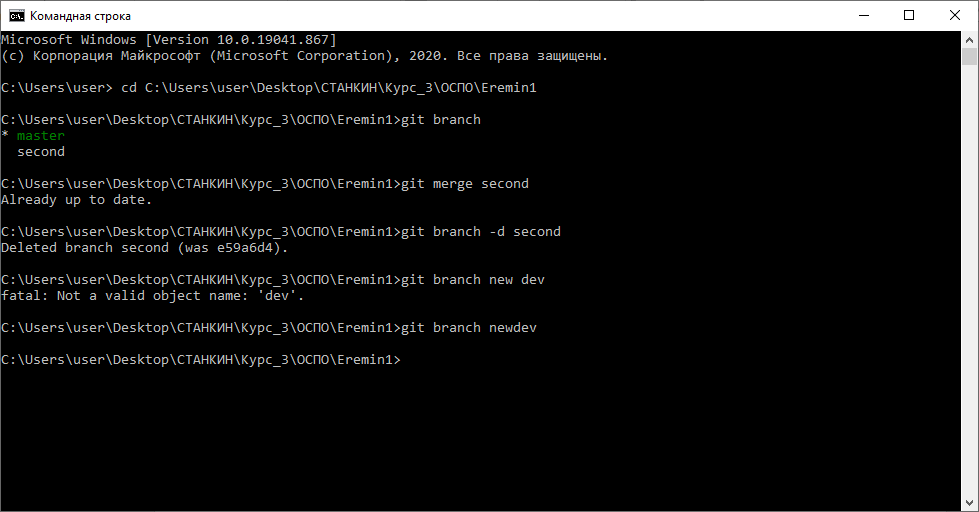 Командная строка
Microsoft Windows [Version 10.0.19041.867]
(c) Корпорация Майкрософт (Microsoft Corporation), 2020. Все права защищены.
C:\Users\user> cd C:\Users\user\Desktop\СТАНКИН\Курс_3\ОСПО\Eremin1
C:\Users\user\Desktop\СТАНКИН\Курс_3\ОСПО\Eremin1>git branch
* master
  second
C:\Users\user\Desktop\СТАНКИН\Курс_3\ОСПО\Eremin1>git merge second
Already up to date.
C:\Users\user\Desktop\СТАНКИН\Курс_3\ОСПО\Eremin1>git branch -d second
Deleted branch second (was e59a6d4).
C:\Users\user\Desktop\СТАНКИН\Курс_3\ОСПО\Eremin1>git branch new dev
fatal: Not a valid object name: 'dev'.
C:\Users\user\Desktop\СТАНКИН\Курс_3\ОСПО\Eremin1>git branch newdev
C:\Users\user\Desktop\СТАНКИН\Курс_3\ОСПО\Eremin1>